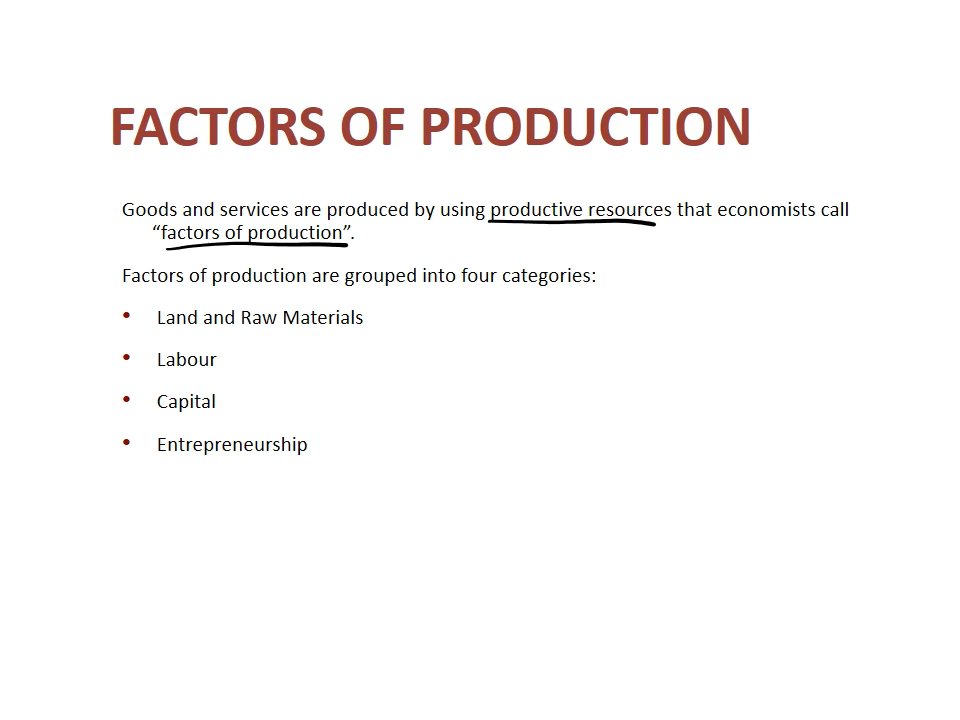 FACTORS OF PRODUCTION
Goods and services are produced by using productive resources that economists call
“factors of production”.
Factors of production are grouped into four categories:
• Land and Raw Materials
• Labour
• Capital
• Entrepreneurship